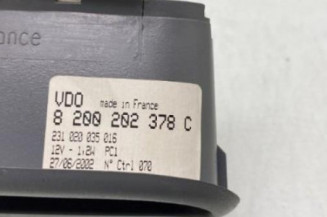 ance
VDO made in France
8 200 202 378 C
231 020 035 016
12V - 1.2W PC1
27/06/2002 N° Ctrl 070